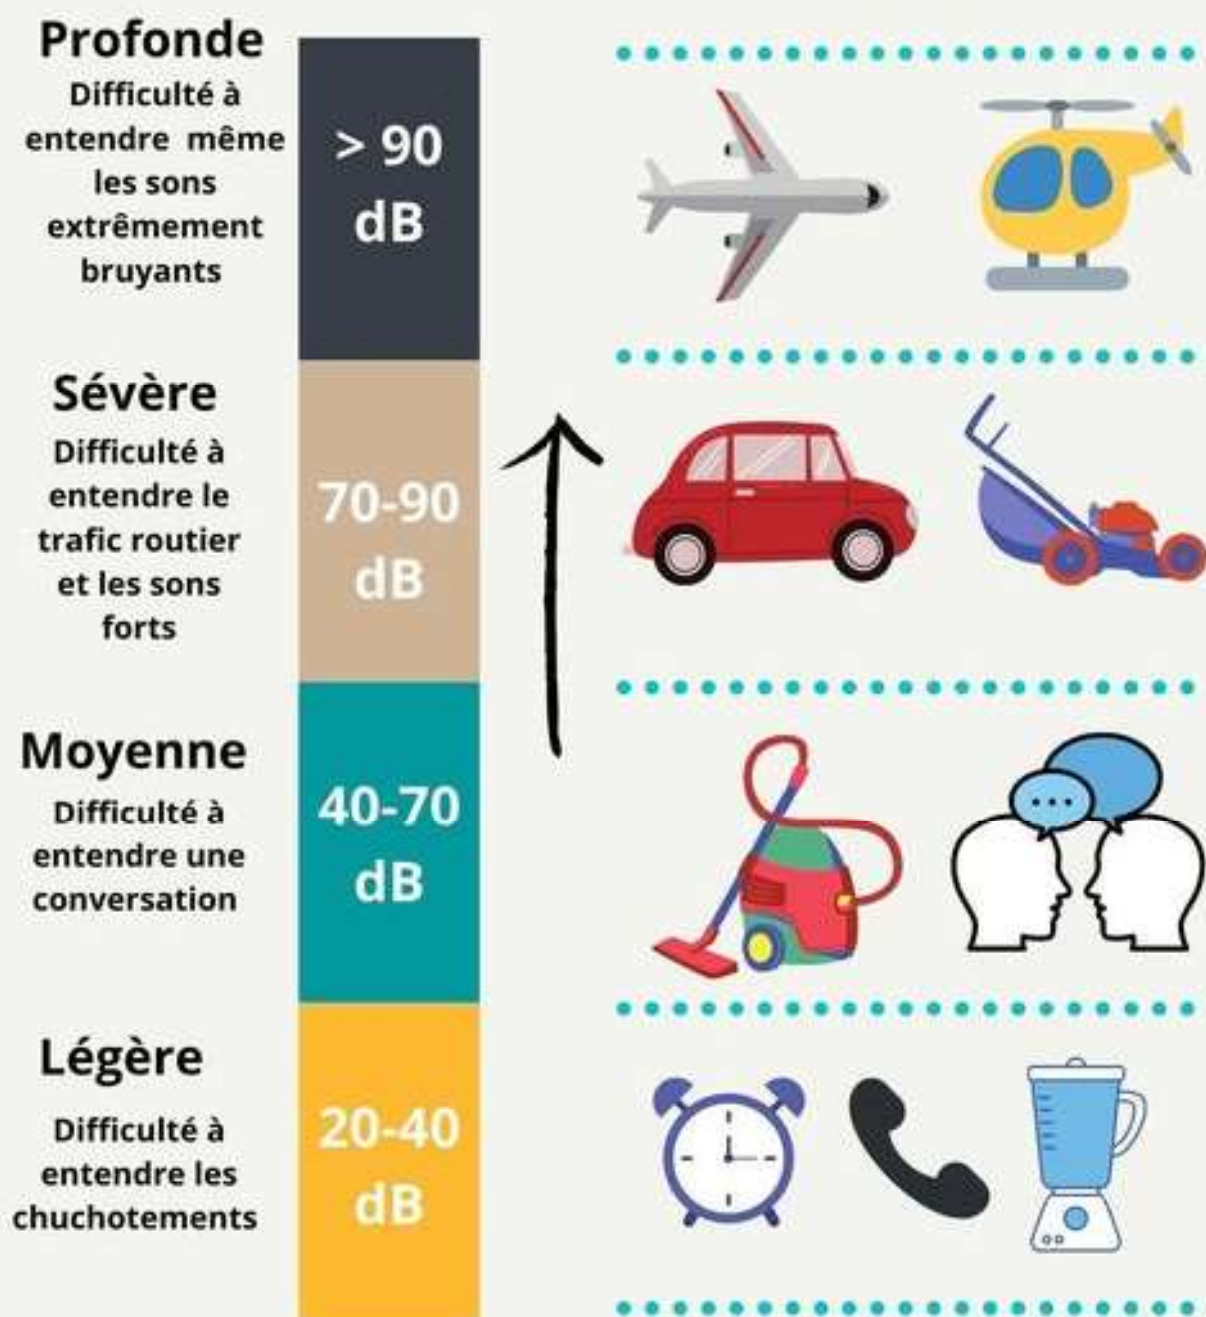 Profonde
Difficulté à
entendre même
les sons
extrêmement
bruyants
> 90
dB
Sévère
Difficulté à
entendre le
trafic routier
et les sons
forts
70-90
dB
Moyenne
Difficulté à
entendre une
conversation
40-70
dB
Légère
Difficulté à
entendre les
chuchotements
20-40
dB